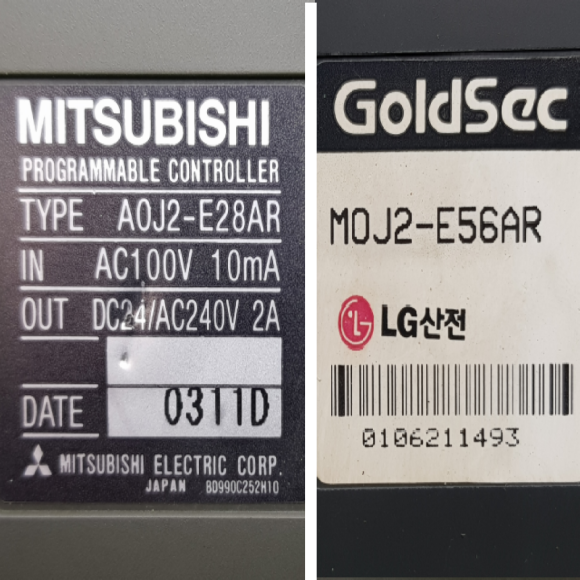 MITSUBISHI
PROGRAMMABLE CONTROLLER
TYPE A0J2-E28AR
IN AC100V 10mA
OUT DC24/AC240V 2A
DATE 0311D
MITSUBISHI ELECTRIC CORP.
JAPAN BD990C252H10
GoldSec
M0J2-E56AR
LG산전
0106211493